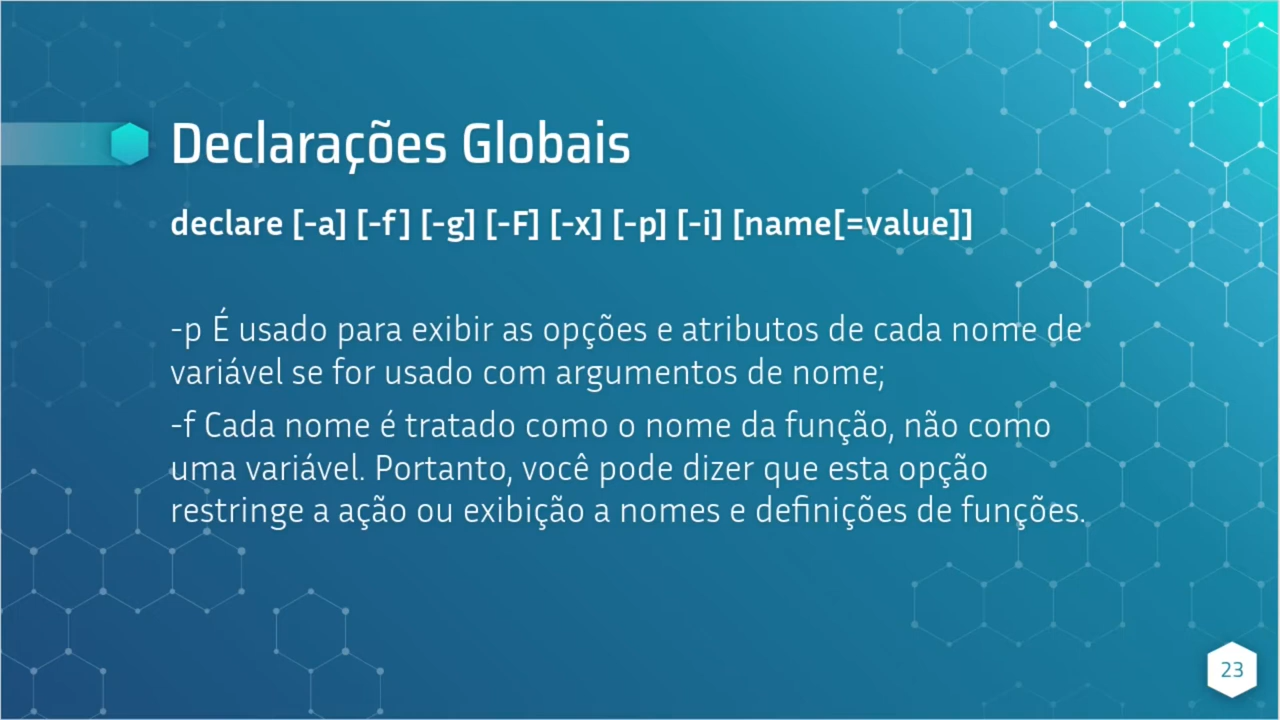 Declarações Globais
declare [-a] [-f] [-g] [-F] [-x] [-p] [-i] [name[=value]]
-p É usado para exibir as opções e atributos de cada nome de
variável se for usado com argumentos de nome;
-f Cada nome é tratado como o nome da função, não como
uma variável. Portanto, você pode dizer que esta opção
restringe a ação ou exibição a nomes e definições de funções.
23